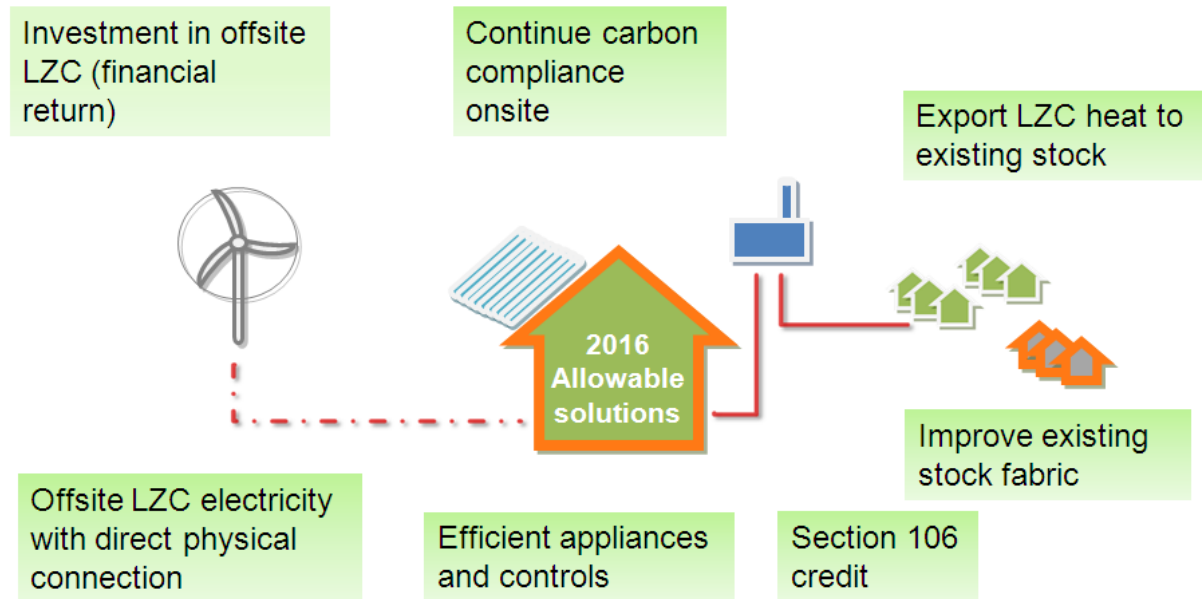 Investment in offsite
LZC (financial
return)
Continue carbon
compliance
onsite
Export LZC heat to
existing stock
2016
Allowable
solutions
Improve existing
stock fabric
Offsite LZC electricity
with direct physical
connection
Efficient appliances
and controls
Section 106
credit